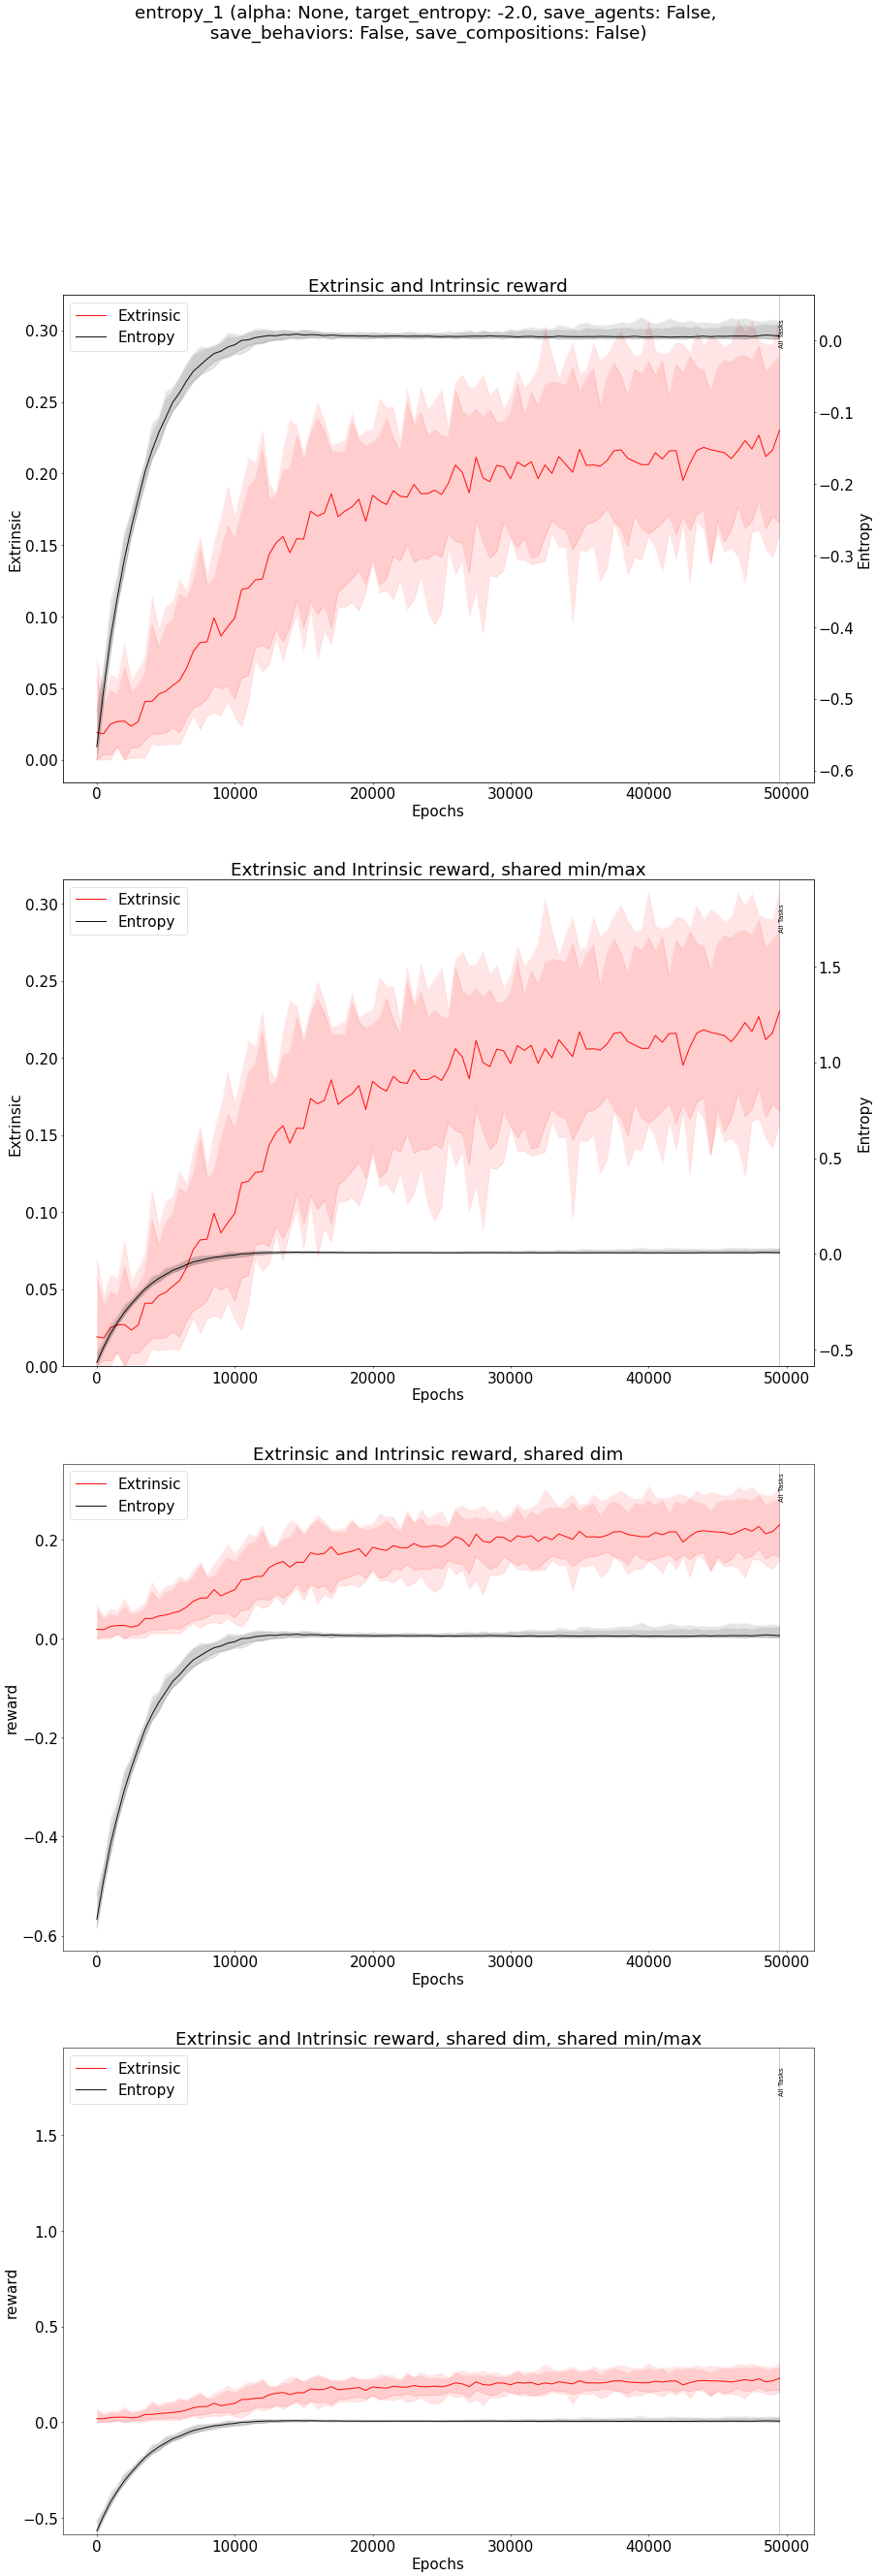 entropy_1 (alpha: None, target_entropy: -2.0, save_agents: False,
save_behaviors: False, save_compositions: False)
Extrinsic and Intrinsic reward
Extrinsic
Entropy
All Tasks
0.30
0.25
0.20
0.15
0.10
0.05
0.00
Extrinsic
0.0
−0.1
−0.2
−0.3
−0.4
−0.5
−0.6
Entropy
0 10000 20000 30000 40000 50000
Epochs
Extrinsic and Intrinsic reward, shared min/max
Extrinsic
Entropy
All Tasks
0.30
0.25
0.20
0.15
0.10
0.05
0.00
Extrinsic
1.5
1.0
0.5
0.0
−0.5
Entropy
0 10000 20000 30000 40000 50000
Epochs
Extrinsic and Intrinsic reward, shared dim
Extrinsic
Entropy
All Tasks
0.2
0.0
−0.2
−0.4
−0.6
reward
0 10000 20000 30000 40000 50000
Epochs
Extrinsic and Intrinsic reward, shared dim, shared min/max
Extrinsic
Entropy
All Tasks
1.5
1.0
0.5
0.0
−0.5
reward
0 10000 20000 30000 40000 50000
Epochs